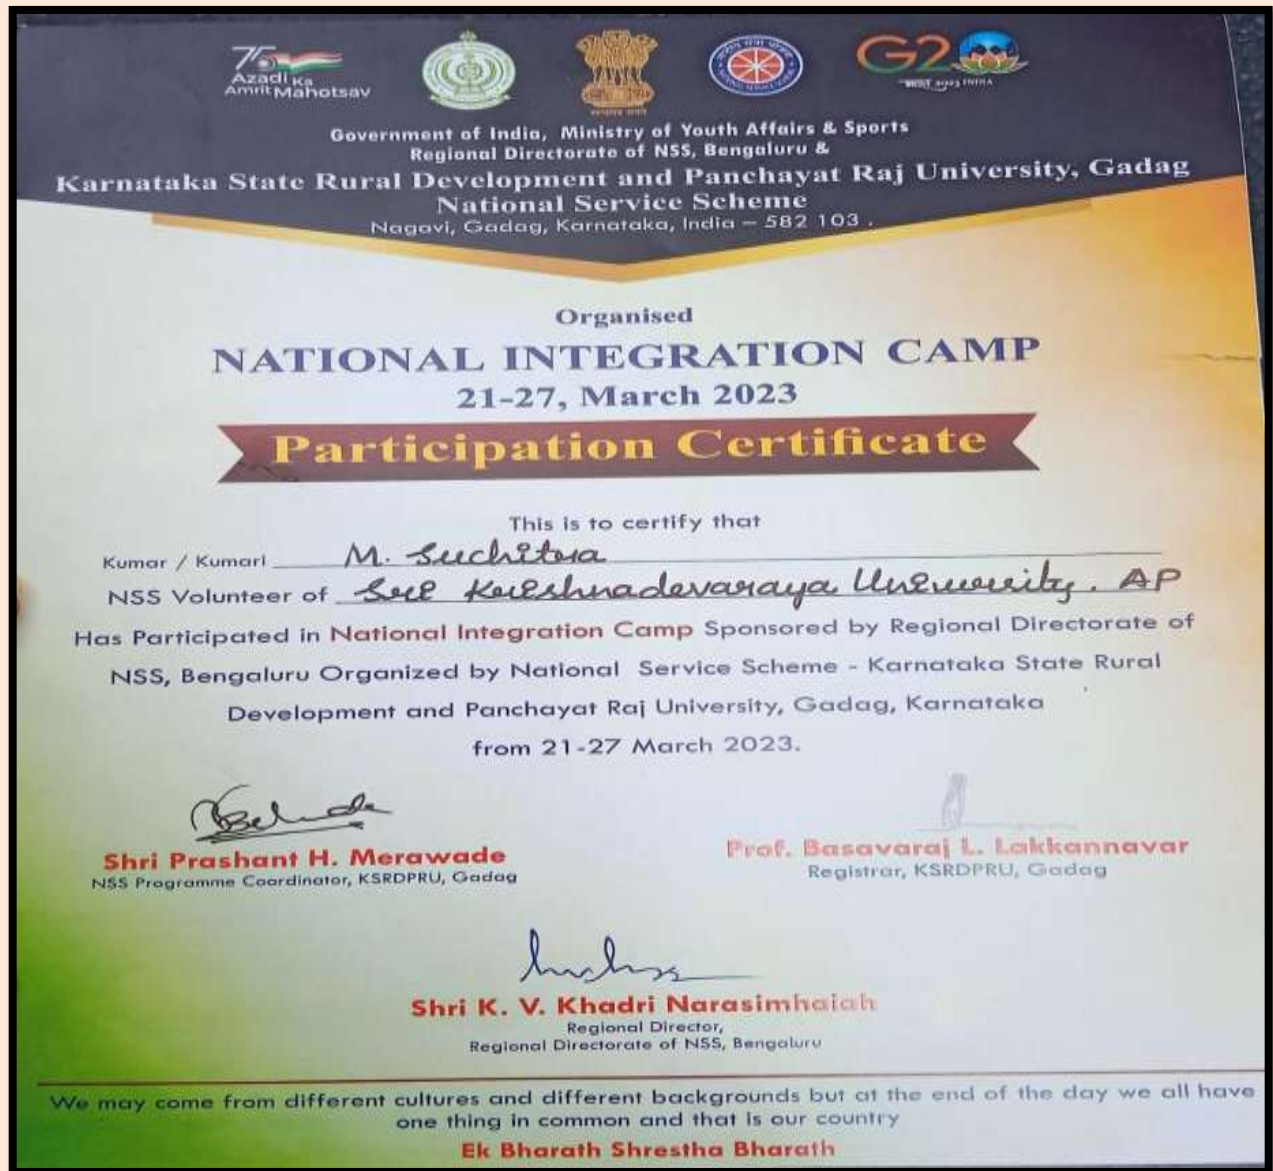 75
Azadi Ka
Amrit Mahotsav
G20
भारत 2023 INDIA
Government of India, Ministry of Youth Affairs & Sports
Regional Directorate of NSS, Bengaluru &
Karnataka State Rural Development and Panchayat Raj University, Gadag
National Service Scheme
Nagavi, Gadag, Karnataka, India – 582 103 .
Organised
NATIONAL INTEGRATION CAMP
21-27, March 2023
Participation Certificate
This is to certify that
Kumar / Kumari M. Suchitra
NSS Volunteer of Sri Krishnadevaraya University. AP
Has Participated in National Integration Camp Sponsored by Regional Directorate of
NSS, Bengaluru Organized by National Service Scheme - Karnataka State Rural
Development and Panchayat Raj University, Gadag, Karnataka
from 21-27 March 2023.
Shri Prashant H. Merawade
NSS Programme Coordinator, KSRDPRU, Gadag
Prof. Basavaraj L. Lakkannavar
Registrar, KSRDPRU, Gadag
Shri K. V. Khadri Narasimhaiah
Regional Director,
Regional Directorate of NSS, Bengaluru
We may come from different cultures and different backgrounds but at the end of the day we all have
one thing in common and that is our country
Ek Bharath Shrestha Bharath